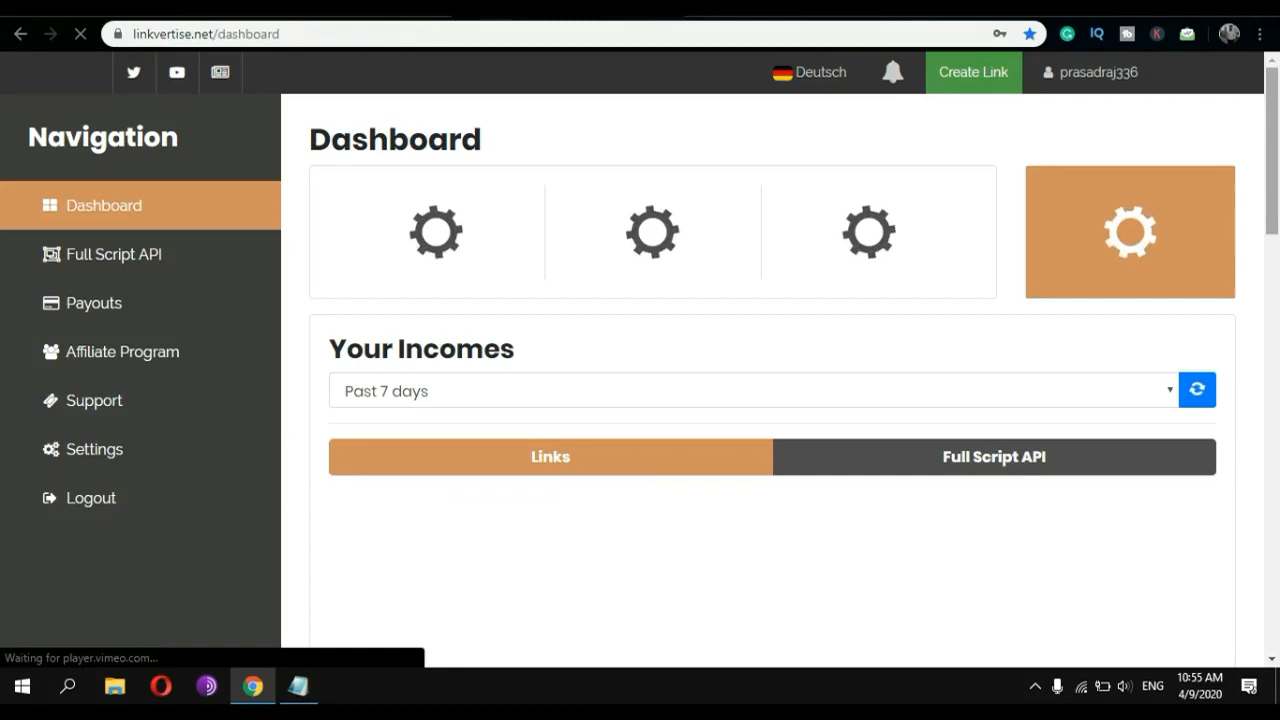 linkvertise.net/dashboard
IQ
K
Deutsch
Create Link
prasadraj336
Navigation
Dashboard
Full Script API
Payouts
Affiliate Program
Support
Settings
Logout
Dashboard
Your Incomes
Past 7 days
Links
Full Script API
Waiting for player.vimeo.com...
ENG
10:55 AM
4/9/2020